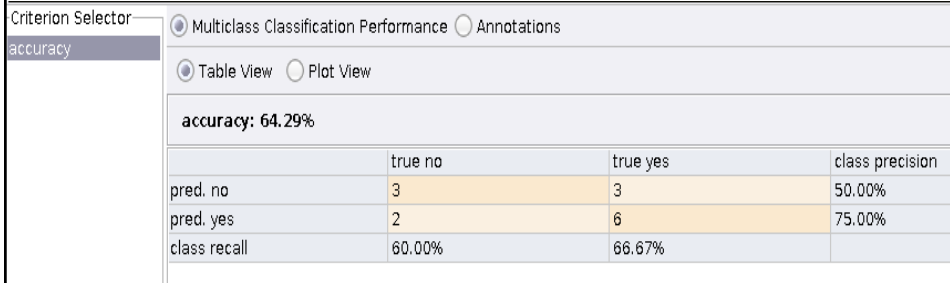 Criterion Selector
accuracy
Multiclass Classification Performance Annotations
Table View Plot View
accuracy: 64.29%
true no true yes class precision
pred. no 3 3 50.00%
pred. yes 2 6 75.00%
class recall 60.00% 66.67%